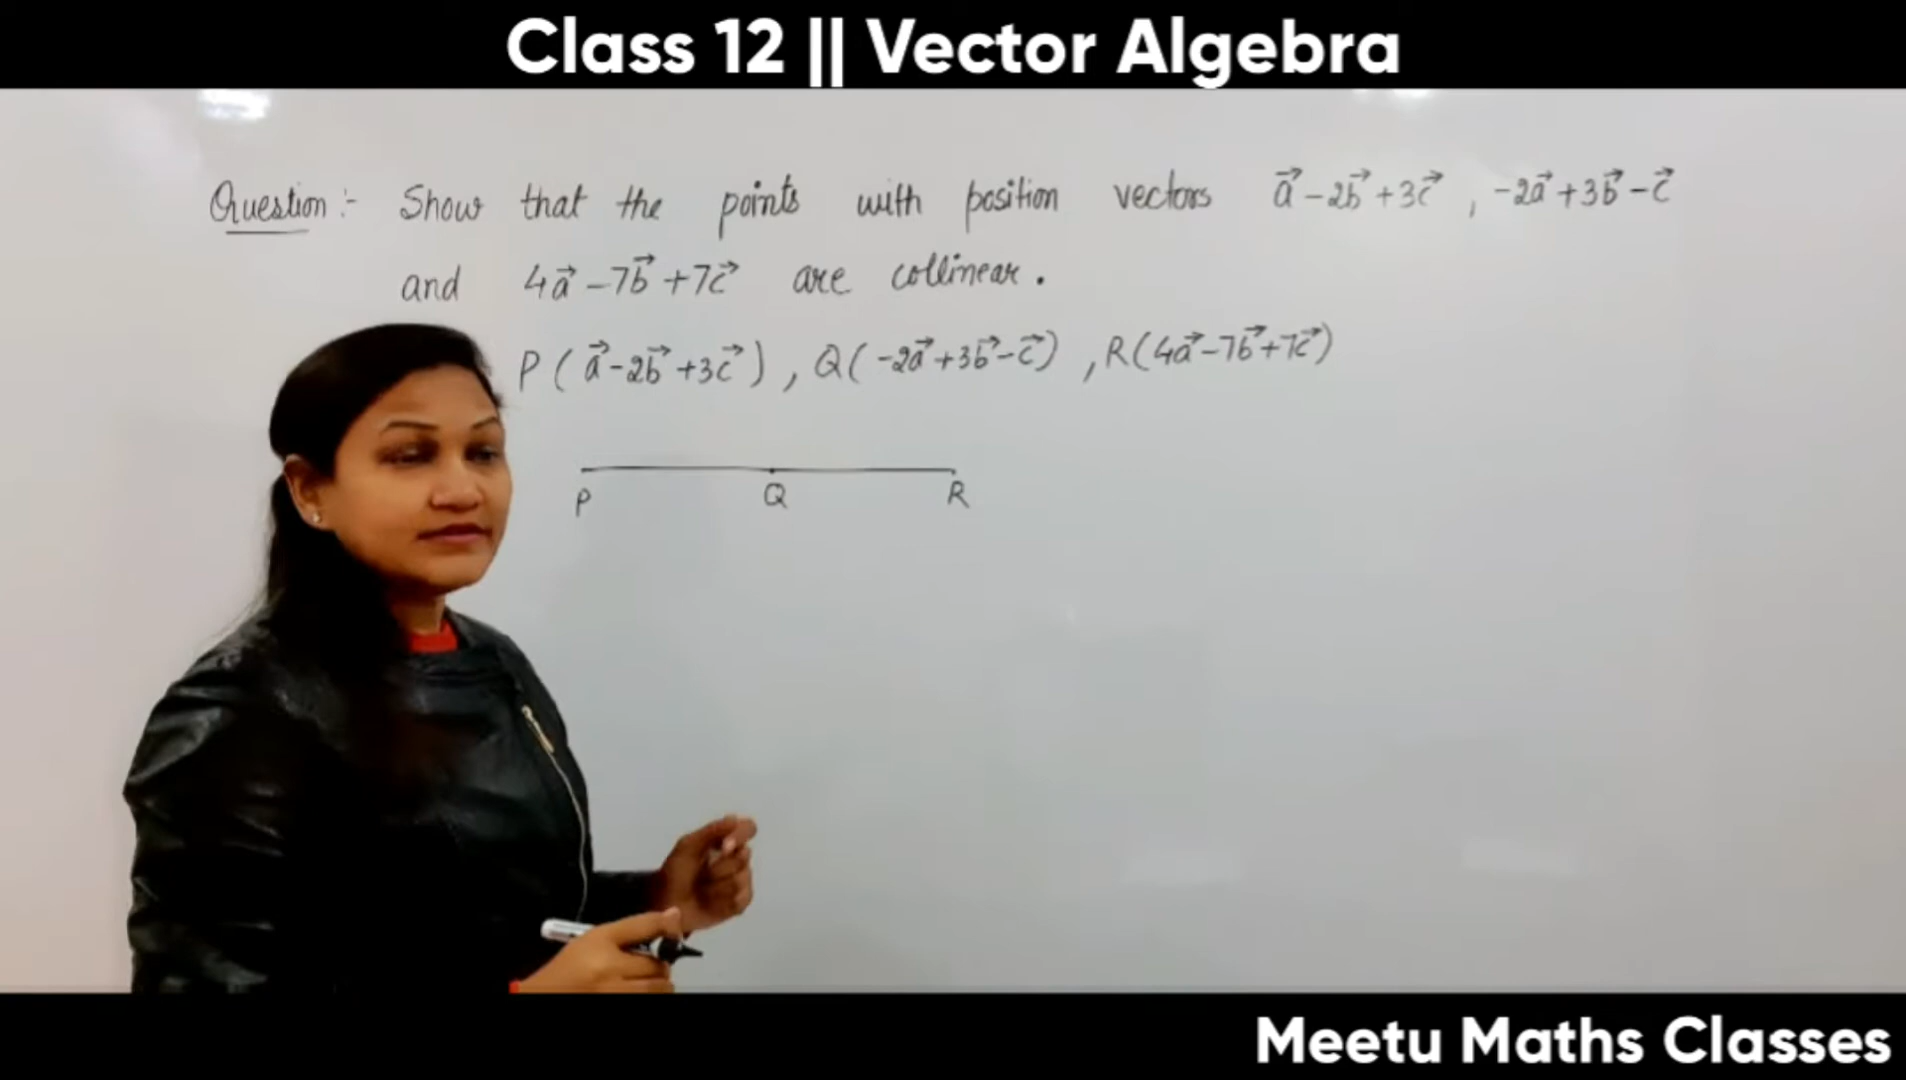 Class 12 || Vector Algebra
Question :- Show that the points with position vectors a⃗ - 2b⃗ + 3c⃗ , -2a⃗ + 3b⃗ - c⃗
and 4a⃗ - 7b⃗ + 7c⃗ are collinear .
P ( a⃗ - 2b⃗ + 3c⃗ ) , Q ( -2a⃗ + 3b⃗ - c⃗ ) , R ( 4a⃗ - 7b⃗ + 7c⃗ )
P Q R
Meetu Maths Classes